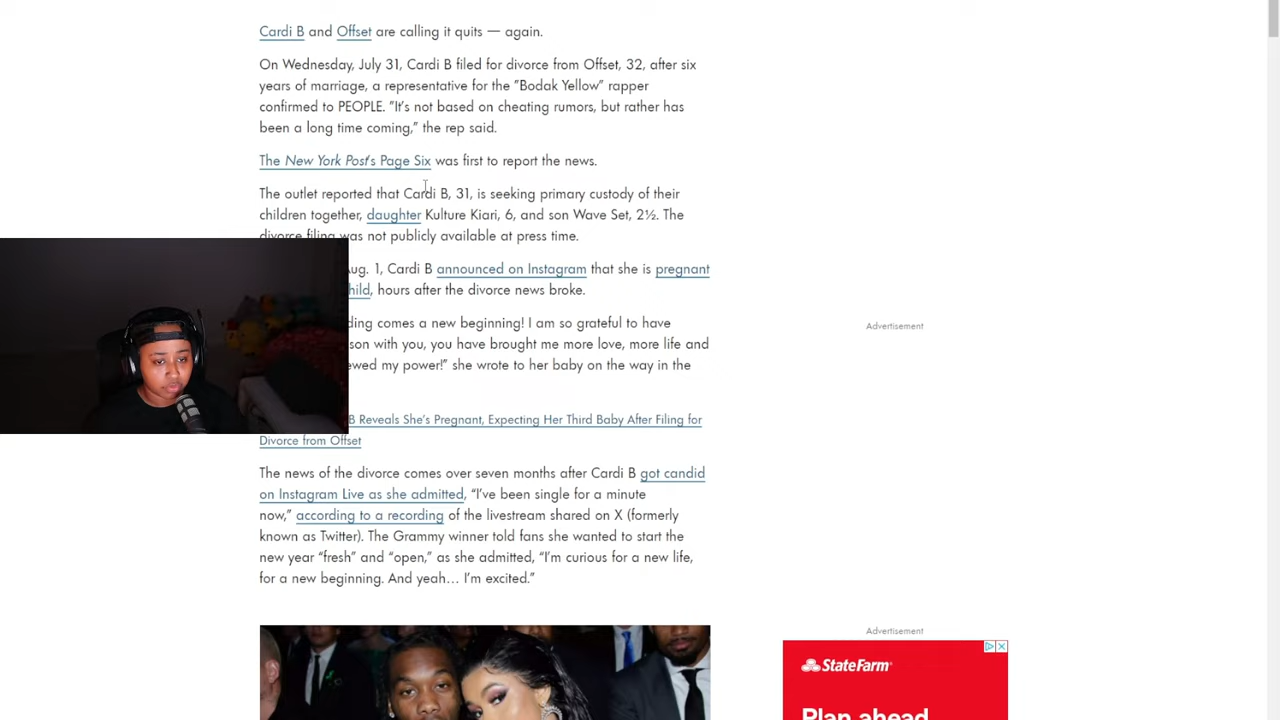 Cardi B and Offset are calling it quits — again.
On Wednesday, July 31, Cardi B filed for divorce from Offset, 32, after six
years of marriage, a representative for the "Bodak Yellow" rapper
confirmed to PEOPLE. "It's not based on cheating rumors, but rather has
been a long time coming," the rep said.
The New York Post's Page Six was first to report the news.
The outlet reported that Cardi B, 31, is seeking primary custody of their
children together, daughter Kulture Kiari, 6, and son Wave Set, 2½. The
divorce filing was not publicly available at press time.
Aug. 1, Cardi B announced on Instagram that she is pregnant
hours after the divorce news broke.
comes a new beginning! I am so grateful to have
son with you, you have brought me more love, more life and
my power!" she wrote to her baby on the way in the
B Reveals She's Pregnant, Expecting Her Third Baby After Filing for
Divorce from Offset
The news of the divorce comes over seven months after Cardi B got candid
on Instagram Live as she admitted, "I've been single for a minute
now," according to a recording of the livestream shared on X (formerly
known as Twitter). The Grammy winner told fans she wanted to start the
new year "fresh" and "open," as she admitted, "I'm curious for a new life,
for a new beginning. And yeah… I'm excited."
Advertisement
Advertisement
StateFarm
Plan ahead